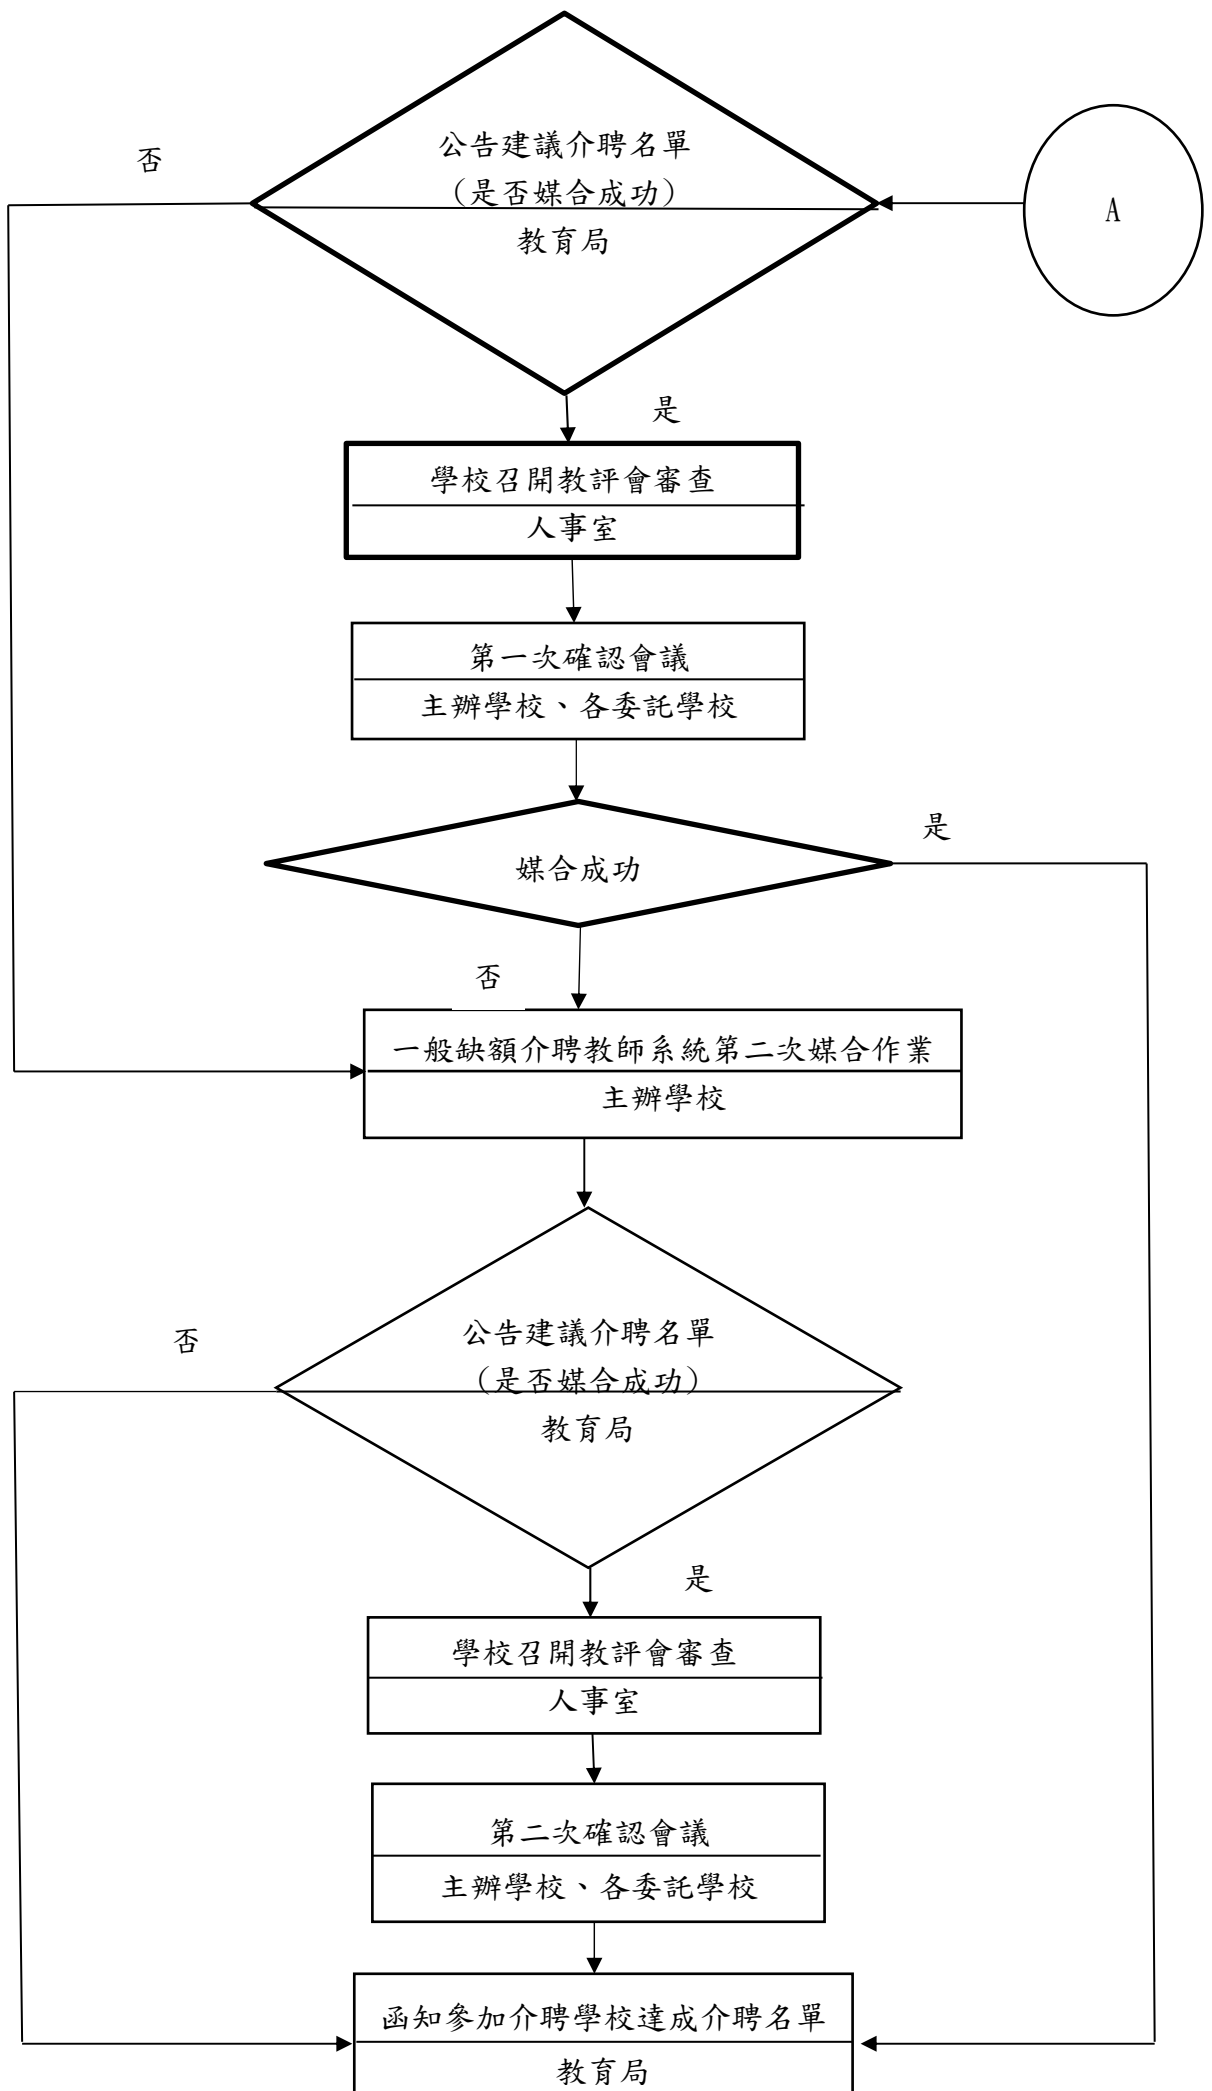 公告建議介聘名單
否
(是否媒合成功)
A
教育局
是
學校召開教評會審查
人事室
第一次確認會議
主辦學校、各委託學校
是
媒合成功
否
一般缺額介聘教師系統第二次媒合作業
主辦學校
公告建議介聘名單
否
(是否媒合成功)
教育局
是
學校召開教評會審查
人事室
第二次確認會議
主辦學校、各委託學校
函知參加介聘學校達成介聘名單
教育局